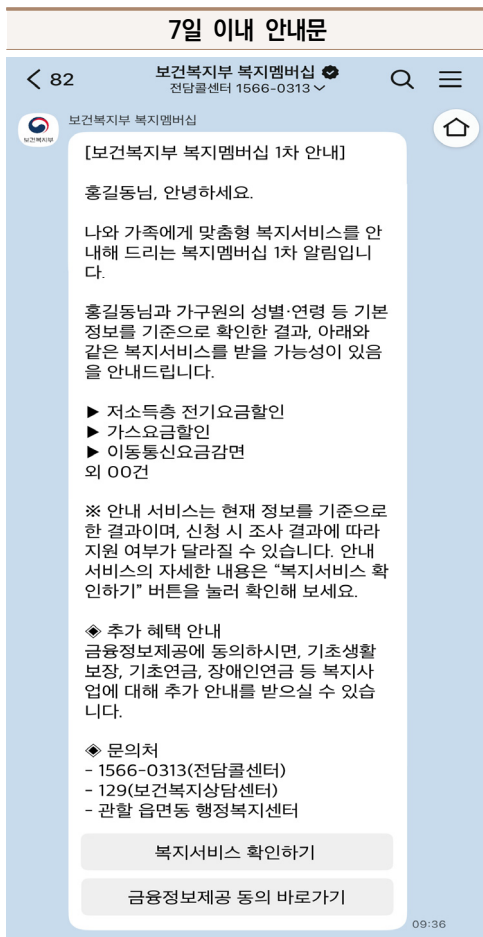 7일 이내 안내문
82
보건복지부 복지멤버십
전담콜센터 1566-0313
보건복지부
보건복지부 복지멤버십
[보건복지부 복지멤버십 1차 안내]
홍길동님, 안녕하세요.
나와 가족에게 맞춤형 복지서비스를 안
내해 드리는 복지멤버십 1차 알림입니
다.
홍길동님과 가구원의 성별·연령 등 기본
정보를 기준으로 확인한 결과, 아래와
같은 복지서비스를 받을 가능성이 있음
을 안내드립니다.
▶ 저소득층 전기요금할인
▶ 가스요금할인
▶ 이동통신요금감면
외 00건
※ 안내 서비스는 현재 정보를 기준으로
한 결과이며, 신청 시 조사 결과에 따라
지원 여부가 달라질 수 있습니다. 안내
서비스의 자세한 내용은 “복지서비스 확
인하기” 버튼을 눌러 확인해 보세요.
◈ 추가 혜택 안내
금융정보제공에 동의하시면, 기초생활
보장, 기초연금, 장애인연금 등 복지사
업에 대해 추가 안내를 받으실 수 있습
니다.
◈ 문의처
- 1566-0313(전담콜센터)
- 129(보건복지상담센터)
- 관할 읍면동 행정복지센터
복지서비스 확인하기
금융정보제공 동의 바로가기
09:36